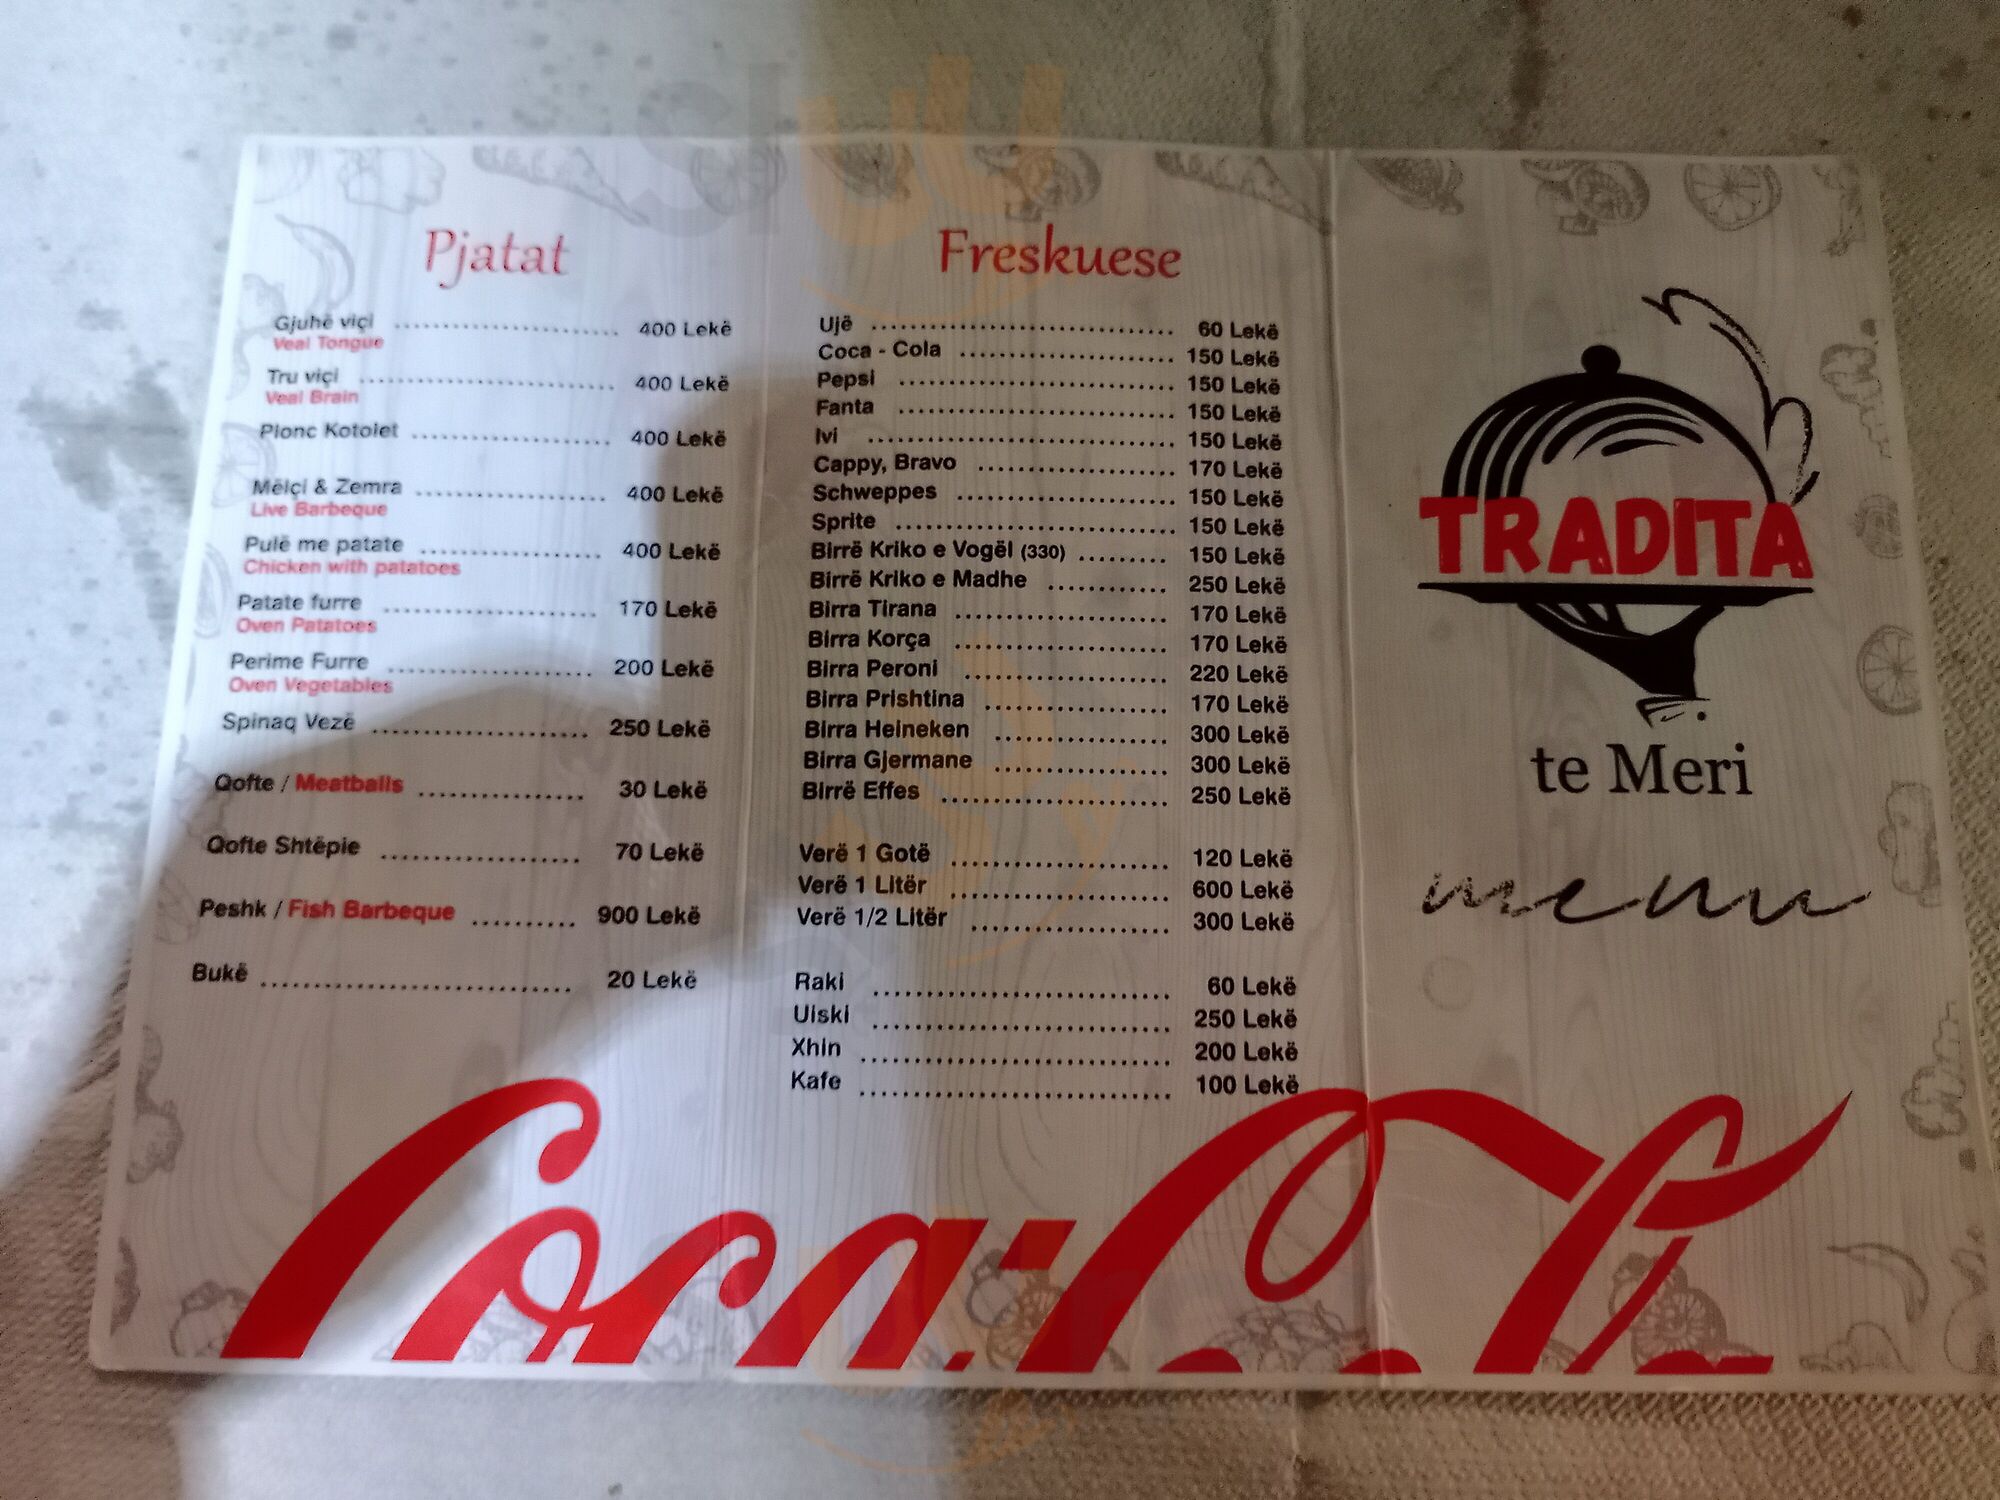 Pjatat
Gjuhë viçi ........................ 400 Lekë
Veal Tongue
Tru viçi ........................ 400 Lekë
Veal Brain
Plonc Kotolet ..................... 400 Lekë
Mëlçi & Zemra .................... 400 Lekë
Live Barbeque
Pulë me patate .................. 400 Lekë
Chicken with patatoes
Patate furre ...................... 170 Lekë
Oven Patatoes
Perime Furre ..................... 200 Lekë
Oven Vegetables
Spinaq Vezë ...................... 250 Lekë
Qofte / Meatballs ................ 30 Lekë
Qofte Shtëpie ................... 70 Lekë
Peshk / Fish Barbeque .......... 900 Lekë
Bukë .............................. 20 Lekë
Freskuese
Ujë .............................. 60 Lekë
Coca - Cola ..................... 150 Lekë
Pepsi ........................... 150 Lekë
Fanta ........................... 150 Lekë
Ivi .............................. 150 Lekë
Cappy, Bravo ................... 170 Lekë
Schweppes ..................... 150 Lekë
Sprite ........................... 150 Lekë
Birrë Kriko e Vogël (330) ......... 150 Lekë
Birrë Kriko e Madhe ............ 250 Lekë
Birra Tirana ..................... 170 Lekë
Birra Korça ..................... 170 Lekë
Birra Peroni .................... 220 Lekë
Birra Prishtina .................. 170 Lekë
Birra Heineken ................. 300 Lekë
Birra Gjermane ................. 300 Lekë
Birrë Effes ...................... 250 Lekë
Verë 1 Gotë ..................... 120 Lekë
Verë 1 Litër ..................... 600 Lekë
Verë 1/2 Litër ................... 300 Lekë
Raki .............................. 60 Lekë
Uiski .............................. 250 Lekë
Xhin .............................. 200 Lekë
Kafe .............................. 100 Lekë
TRADITA
te Meri
menu
Coca-Cola
sluurpy